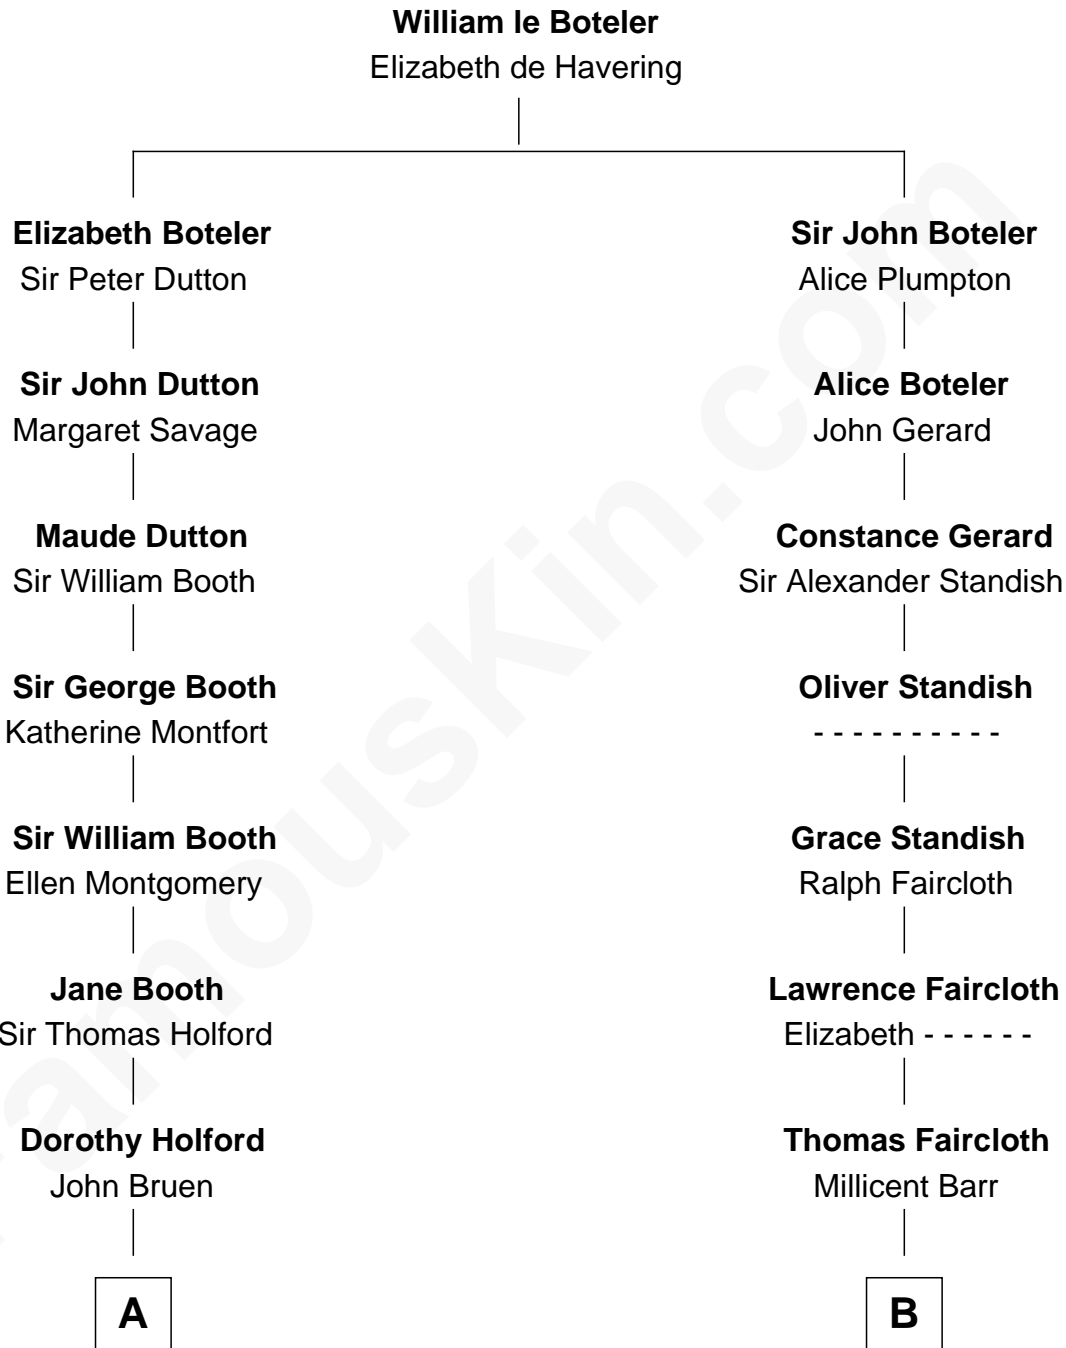 William le Boteler
Elizabeth de Havering
Elizabeth Boteler
Sir Peter Dutton
Sir John Dutton
Margaret Savage
Maude Dutton
Sir William Booth
Sir George Booth
Katherine Montfort
Sir William Booth
Ellen Montgomery
Jane Booth
Sir Thomas Holford
Dorothy Holford
John Bruen
A
Sir John Boteler
Alice Plumpton
Alice Boteler
John Gerard
Constance Gerard
Sir Alexander Standish
Oliver Standish
- - - - - - - - - -
Grace Standish
Ralph Faircloth
Lawrence Faircloth
Elizabeth - - - - - -
Thomas Faircloth
Millicent Barr
B
FamousKin.com